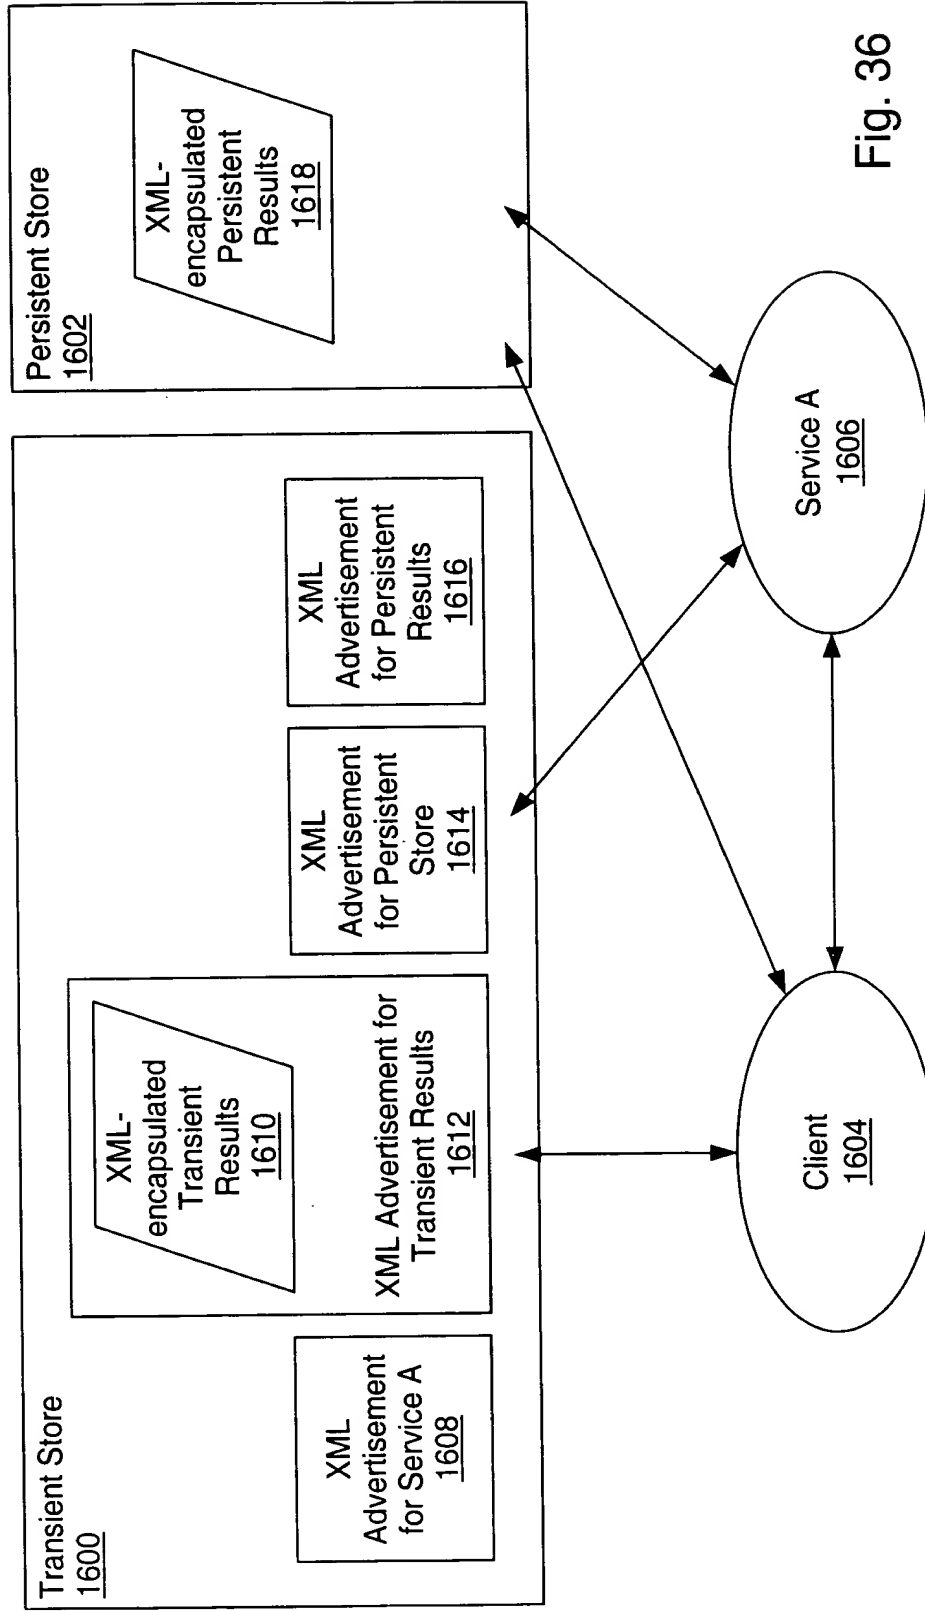 Transient Store
1600
XML
Advertisement
for Service A
1608
XML-
encapsulated
Transient
Results
1610
XML Advertisement for
Transient Results
1612
XML
Advertisement
for Persistent
Store
1614
XML
Advertisement
for Persistent
Results
1616
Persistent Store
1602
XML-
encapsulated
Persistent
Results
1618
Client
1604
Service A
1606
Fig. 36